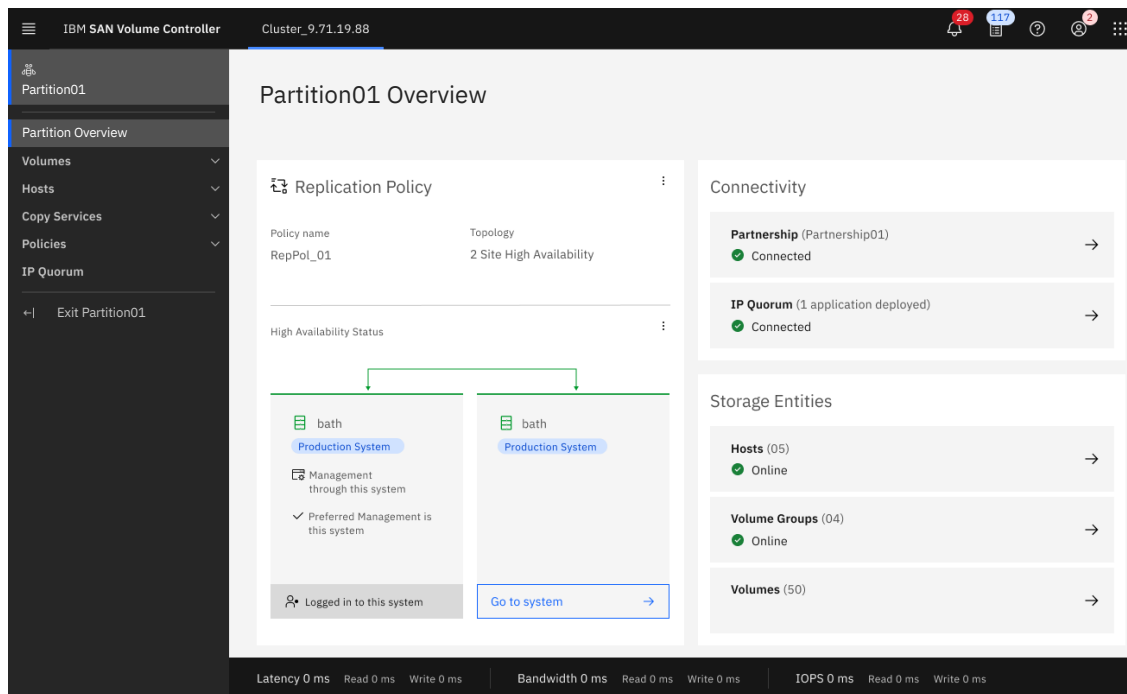 IBM SAN Volume Controller
Cluster_9.71.19.88
28
117
2
Partition01
Partition Overview
Volumes
Hosts
Copy Services
Policies
IP Quorum
Exit Partition01
Partition01 Overview
Replication Policy
Policy name
RepPol_01
Topology
2 Site High Availability
High Availability Status
bath
Production System
Management
through this system
Preferred Management is
this system
Logged in to this system
bath
Production System
Go to system
Connectivity
Partnership (Partnership01)
Connected
IP Quorum (1 application deployed)
Connected
Storage Entities
Hosts (05)
Online
Volume Groups (04)
Online
Volumes (50)
Latency 0 ms Read 0 ms Write 0 ms
Bandwidth 0 ms Read 0 ms Write 0 ms
IOPS 0 ms Read 0 ms Write 0 ms